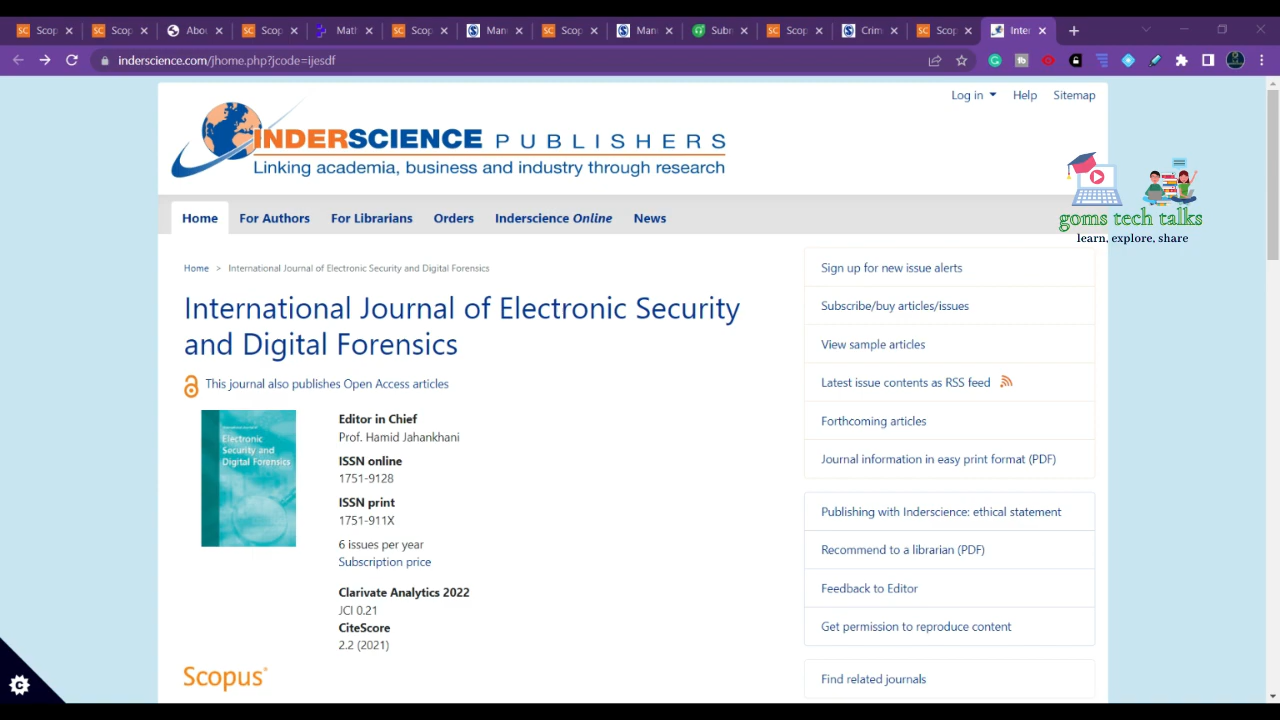 Scop
Scop
Abou
Scop
Math
Scop
Man
Scop
Man
Subm
Scop
Crim
Scop
Inter
inderscience.com/jhome.php?jcode=ijesdf
Log in
Help
Sitemap
INDERSCIENCE PUBLISHERS
Linking academia, business and industry through research
goms tech talks
learn, explore, share
Home
For Authors
For Librarians
Orders
Inderscience Online
News
Home > International Journal of Electronic Security and Digital Forensics
International Journal of Electronic Security
and Digital Forensics
This journal also publishes Open Access articles
Electronic
Security and
Digital Forensics
Editor in Chief
Prof. Hamid Jahankhani
ISSN online
1751-9128
ISSN print
1751-911X
6 issues per year
Subscription price
Clarivate Analytics 2022
JCI 0.21
CiteScore
2.2 (2021)
Scopus®
Sign up for new issue alerts
Subscribe/buy articles/issues
View sample articles
Latest issue contents as RSS feed
Forthcoming articles
Journal information in easy print format (PDF)
Publishing with Inderscience: ethical statement
Recommend to a librarian (PDF)
Feedback to Editor
Get permission to reproduce content
Find related journals